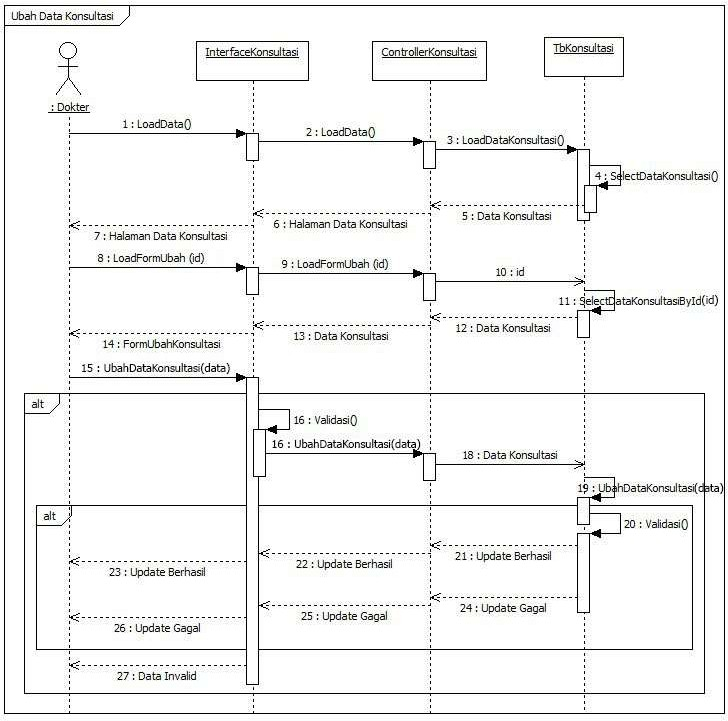 Ubah Data Konsultasi
InterfaceKonsultasi
ControllerKonsultasi
TbKonsultasi
: Dokter
1 : LoadData()
2 : LoadData()
3 : LoadDataKonsultasi()
4 : SelectDataKonsultasi()
5 : Data Konsultasi
6 : Halaman Data Konsultasi
7 : Halaman Data Konsultasi
8 : LoadFormUbah (id)
9 : LoadFormUbah (id)
10 : id
11 : SelectDataKonsultasiById(id)
12 : Data Konsultasi
13 : Data Konsultasi
14 : FormUbahKonsultasi
15 : UbahDataKonsultasi(data)
alt
16 : Validasi()
16 : UbahDataKonsultasi(data)
18 : Data Konsultasi
19 : UbahDataKonsultasi(data)
alt
20 : Validasi()
21 : Update Berhasil
22 : Update Berhasil
23 : Update Berhasil
24 : Update Gagal
25 : Update Gagal
26 : Update Gagal
27 : Data Invalid